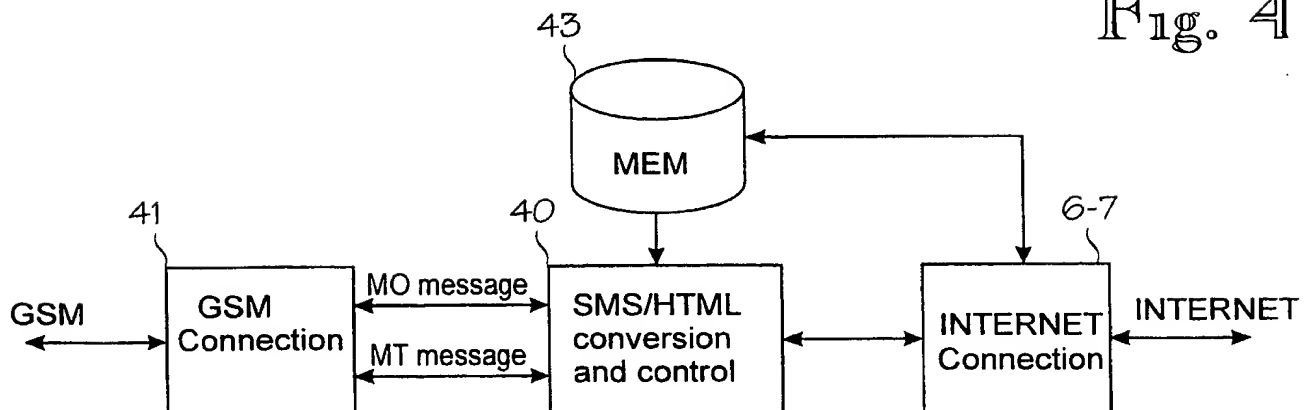 Fig. 4
43
MEM
41
40
6-7
GSM
GSM
Connection
MO message
MT message
SMS/HTML
conversion
and control
INTERNET
Connection
INTERNET